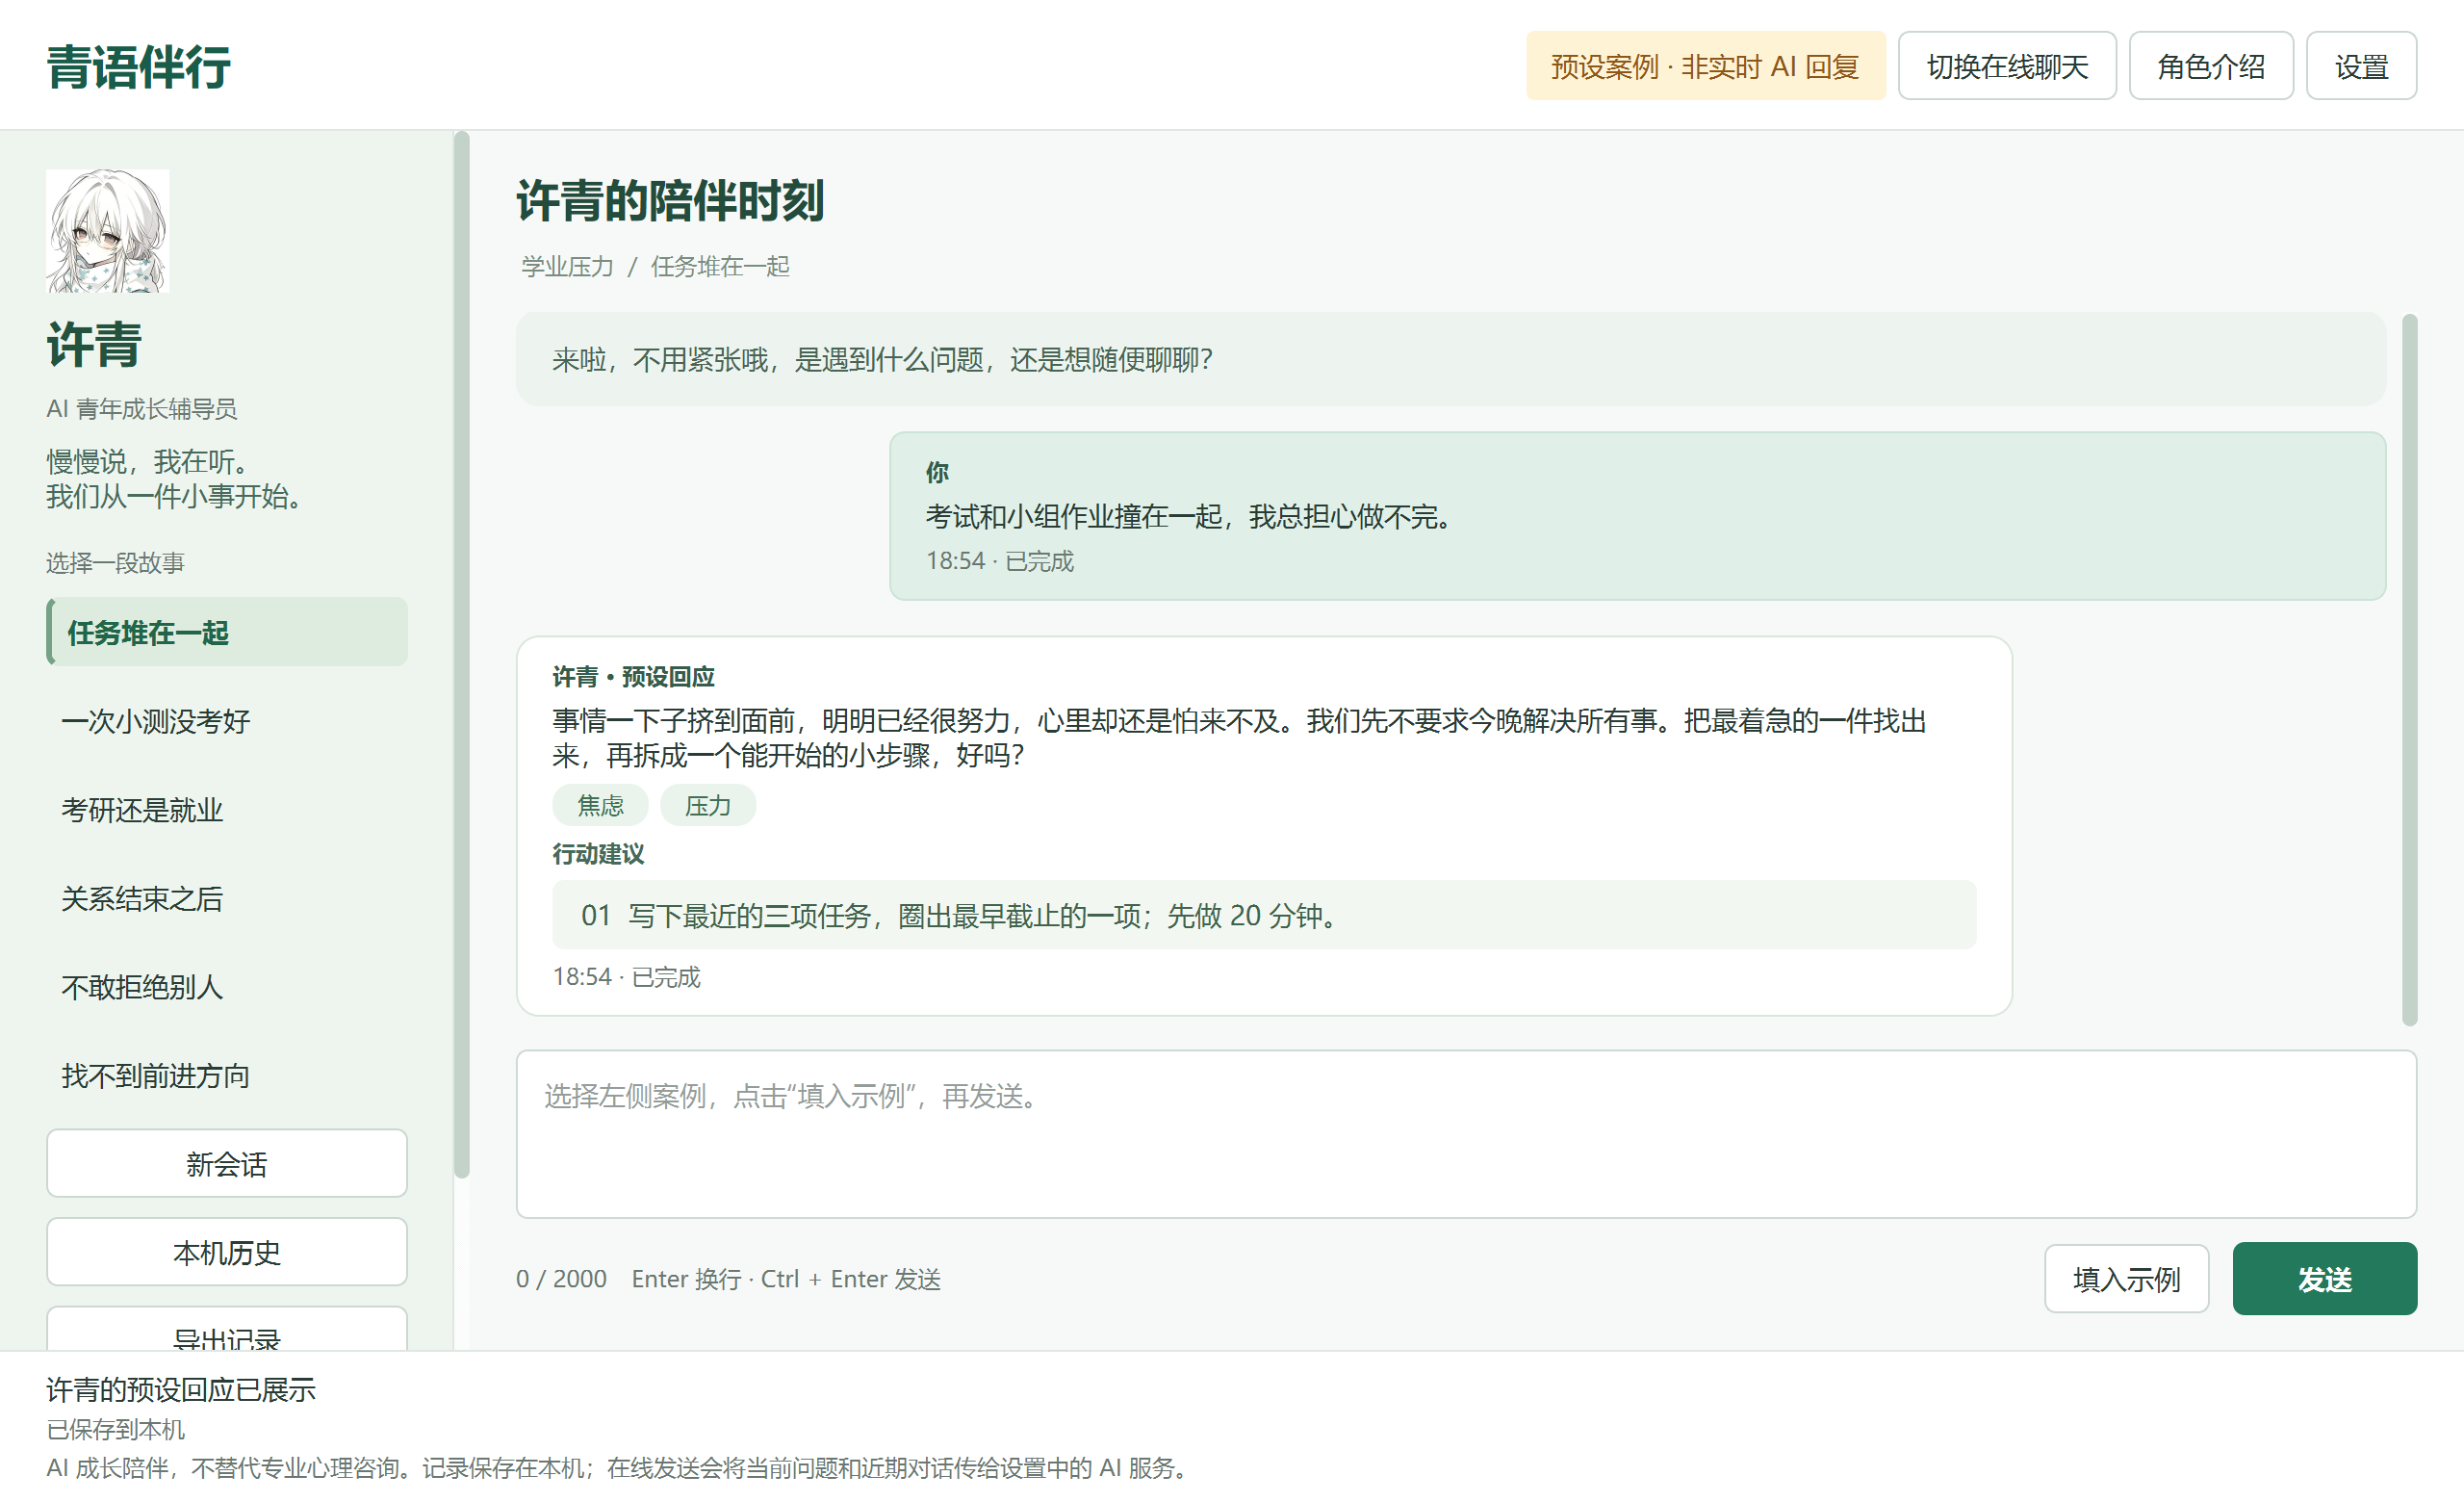 青语伴行
预设案例 · 非实时 AI 回复
切换在线聊天
角色介绍
设置
许青
AI 青年成长辅导员
慢慢说，我在听。
我们从一件小事开始。
选择一段故事
任务堆在一起
一次小测没考好
考研还是就业
关系结束之后
不敢拒绝别人
找不到前进方向
新会话
本机历史
导出记录
许青的陪伴时刻
学业压力 / 任务堆在一起
来啦，不用紧张哦，是遇到什么问题，还是想随便聊聊？
你
考试和小组作业撞在一起，我总担心做不完。
18:54 · 已完成
许青 • 预设回应
事情一下子挤到面前，明明已经很努力，心里却还是怕来不及。我们先不要求今晚解决所有事。把最着急的一件找出
来，再拆成一个能开始的小步骤，好吗？
焦虑 压力
行动建议
01 写下最近的三项任务，圈出最早截止的一项；先做 20 分钟。
18:54 · 已完成
选择左侧案例，点击“填入示例”，再发送。
0 / 2000 Enter 换行 · Ctrl + Enter 发送
填入示例
发送
许青的预设回应已展示
已保存到本机
AI 成长陪伴，不替代专业心理咨询。记录保存在本机；在线发送会将当前问题和近期对话传给设置中的 AI 服务。